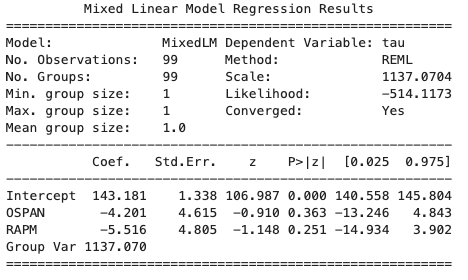 Mixed Linear Model Regression Results
Model: MixedLM Dependent Variable: tau
No. Observations: 99 Method: REML
No. Groups: 99 Scale: 1137.0704
Min. group size: 1 Likelihood: −514.1173
Max. group size: 1 Converged: Yes
Mean group size: 1.0
Coef. Std.Err. z P>|z| [0.025 0.975]
Intercept 143.181 1.338 106.987 0.000 140.558 145.804
OSPAN −4.201 4.615 −0.910 0.363 −13.246 4.843
RAPM −5.516 4.805 −1.148 0.251 −14.934 3.902
Group Var 1137.070